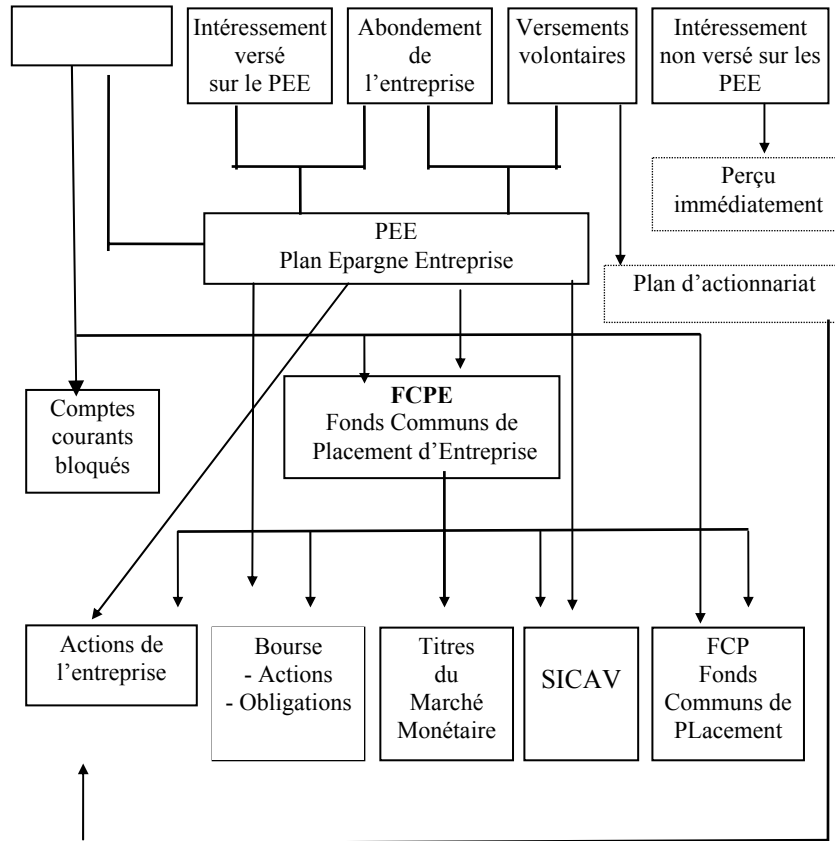 Intéressement
versé
sur le PEE
Abondement
de
l’entreprise
Versements
volontaires
Intéressement
non versé sur les
PEE
Perçu
immédiatement
PEE
Plan Epargne Entreprise
Plan d’actionnariat
Comptes
courants
bloqués
FCPE
Fonds Communs de
Placement d’Entreprise
Actions de
l’entreprise
Bourse
- Actions
- Obligations
Titres
du
Marché
Monétaire
SICAV
FCP
Fonds
Communs de
PLacement